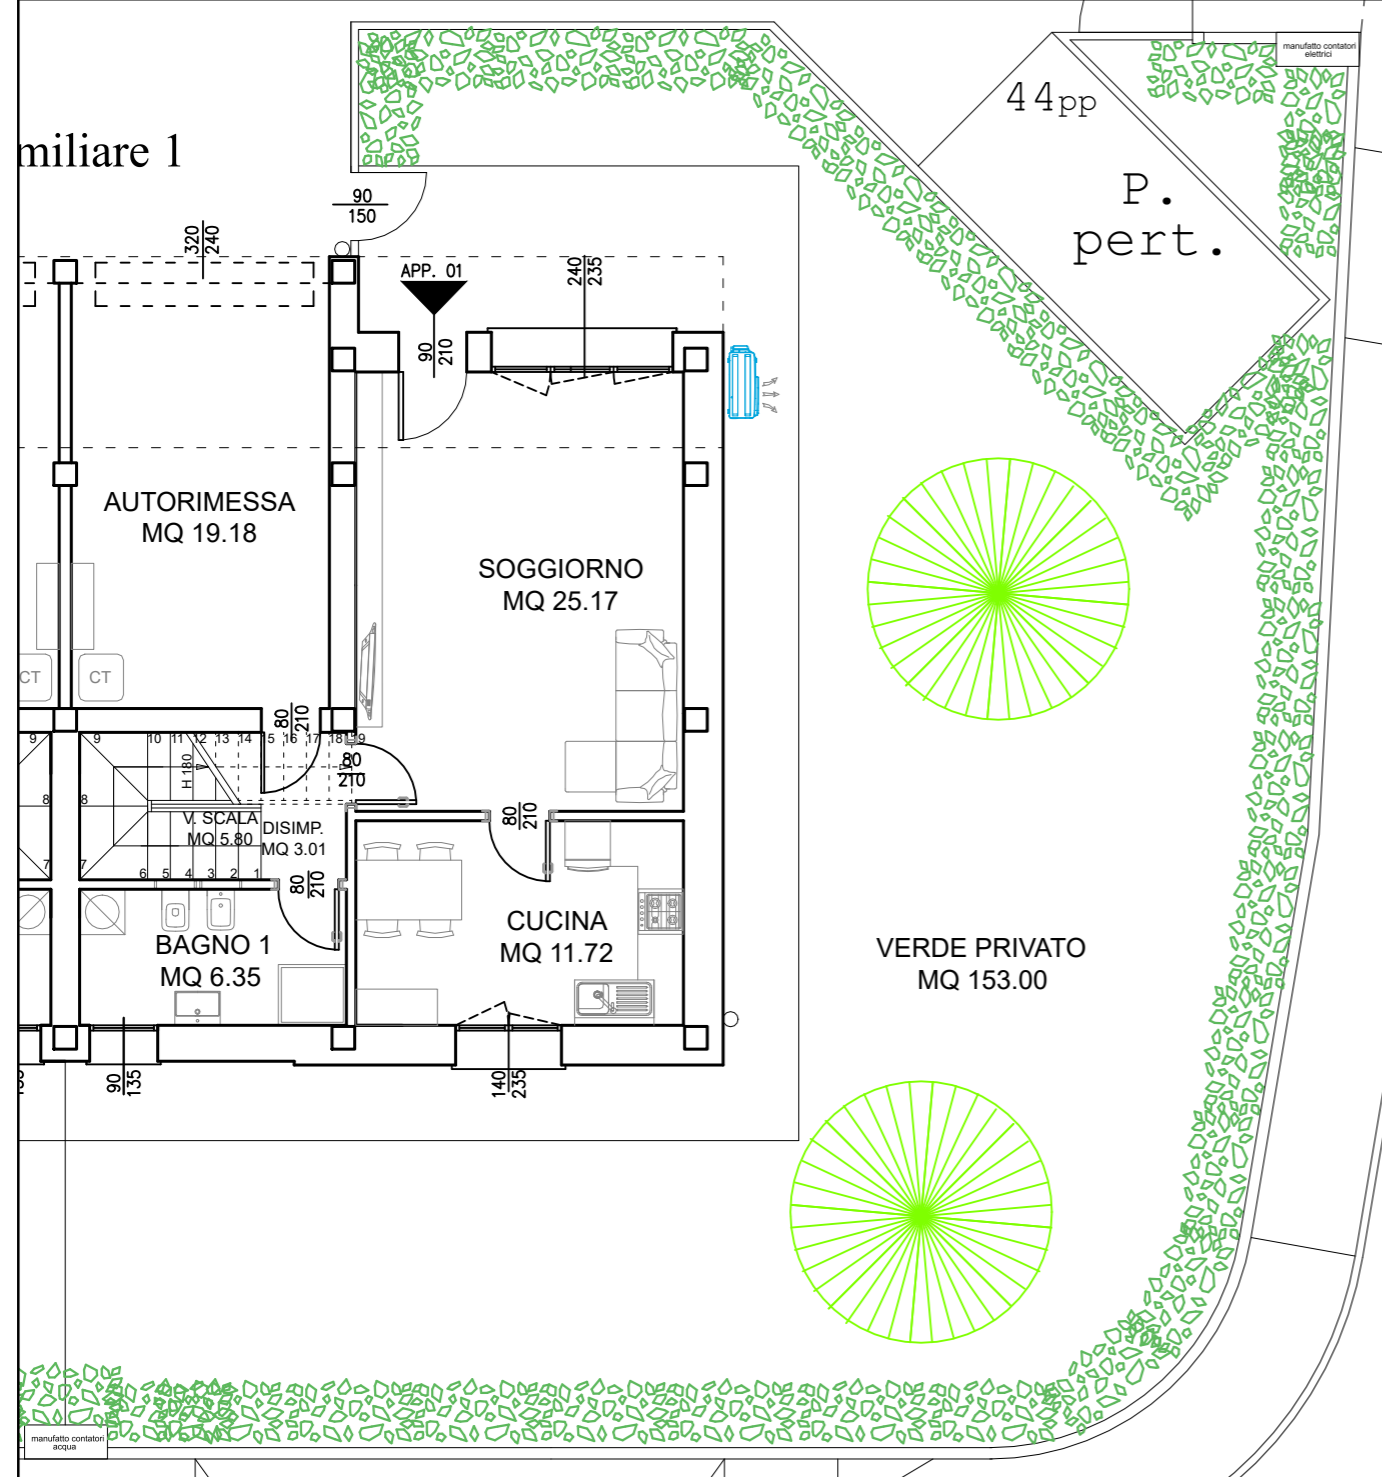 manufatto contatori
elettrici
44pp
miliare 1
P.
pert.
90
150
320
240
APP. 01
240
235
90
210
AUTORIMESSA
MQ 19.18
SOGGIORNO
MQ 25.17
CT
CT
80
210
9
9
10
11
12
13
14
15
16
17
18
19
80
210
H 180
8
8
V. SCALA
MQ 5.80
DISIMP.
MQ 3.01
80
210
7
7
6
5
4
3
2
1
80
210
CUCINA
MQ 11.72
BAGNO 1
MQ 6.35
VERDE PRIVATO
MQ 153.00
90
135
140
235
manufatto contatori
acqua